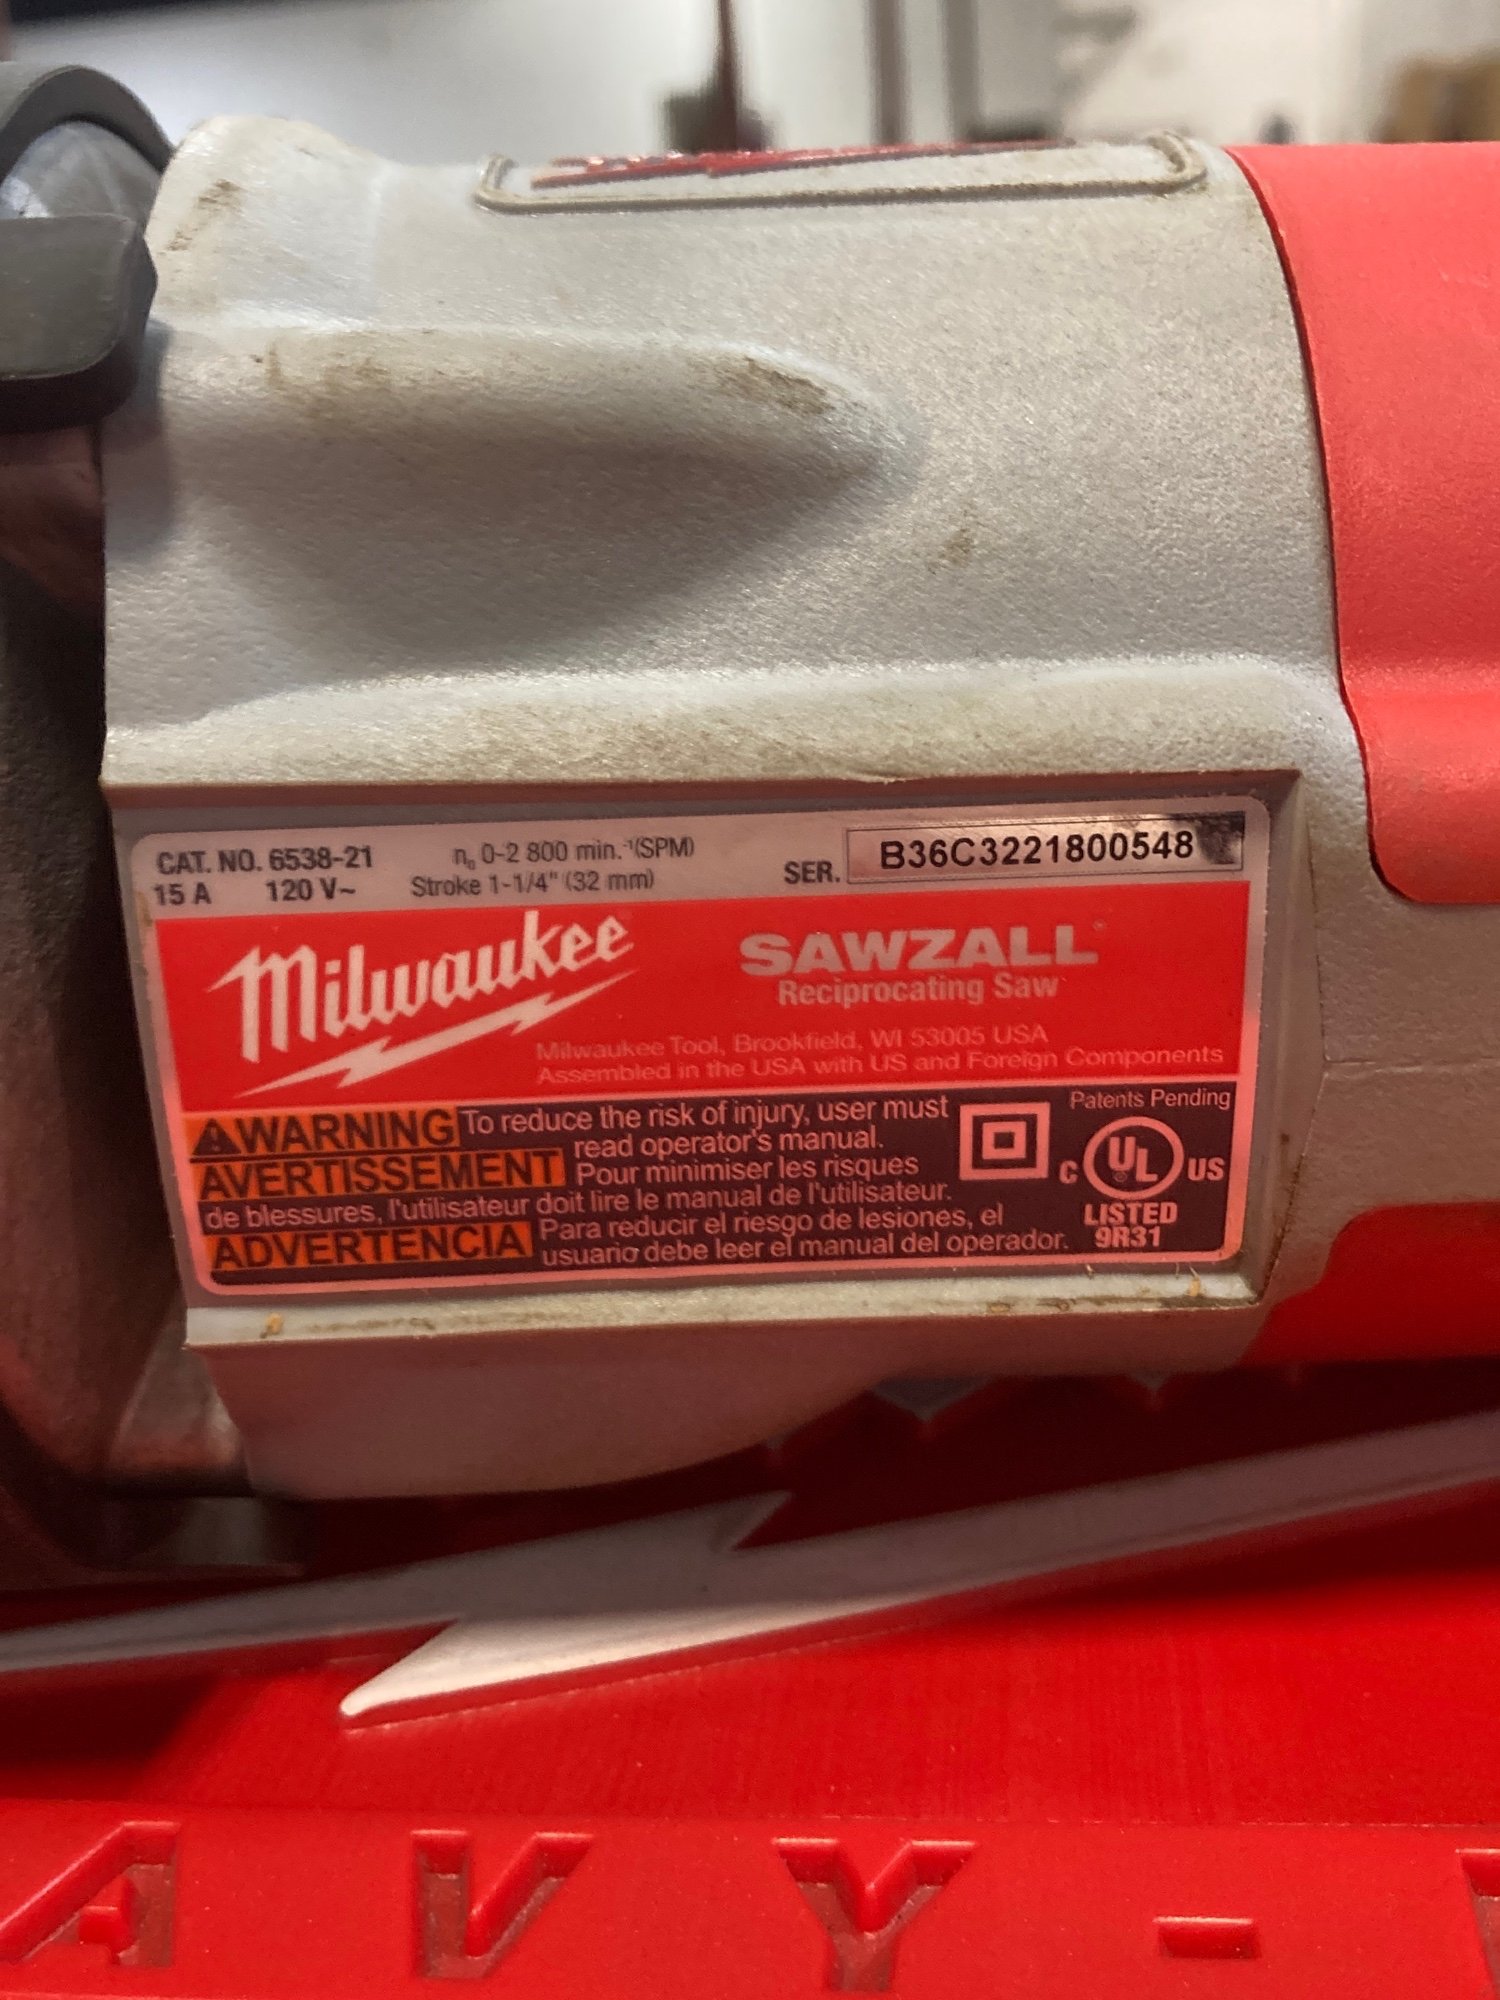 CAT. NO. 6538-21
15 A 120 V~
n₀ 0-2 800 min.⁻¹(SPM)
Stroke 1-1/4" (32 mm)
SER. B36C3221800548
Milwaukee
SAWZALL®
Reciprocating Saw
Milwaukee Tool, Brookfield, WI 53005 USA
Assembled in the USA with US and Foreign Components
WARNING To reduce the risk of injury, user must
read operator's manual.
AVERTISSEMENT Pour minimiser les risques
de blessures, l'utilisateur doit lire le manual de l'utilisateur.
ADVERTENCIA Para reducir el riesgo de lesiones, el
usuario debe leer el manual del operador.
Patents Pending
C UL US
LISTED
9R31
AVY-